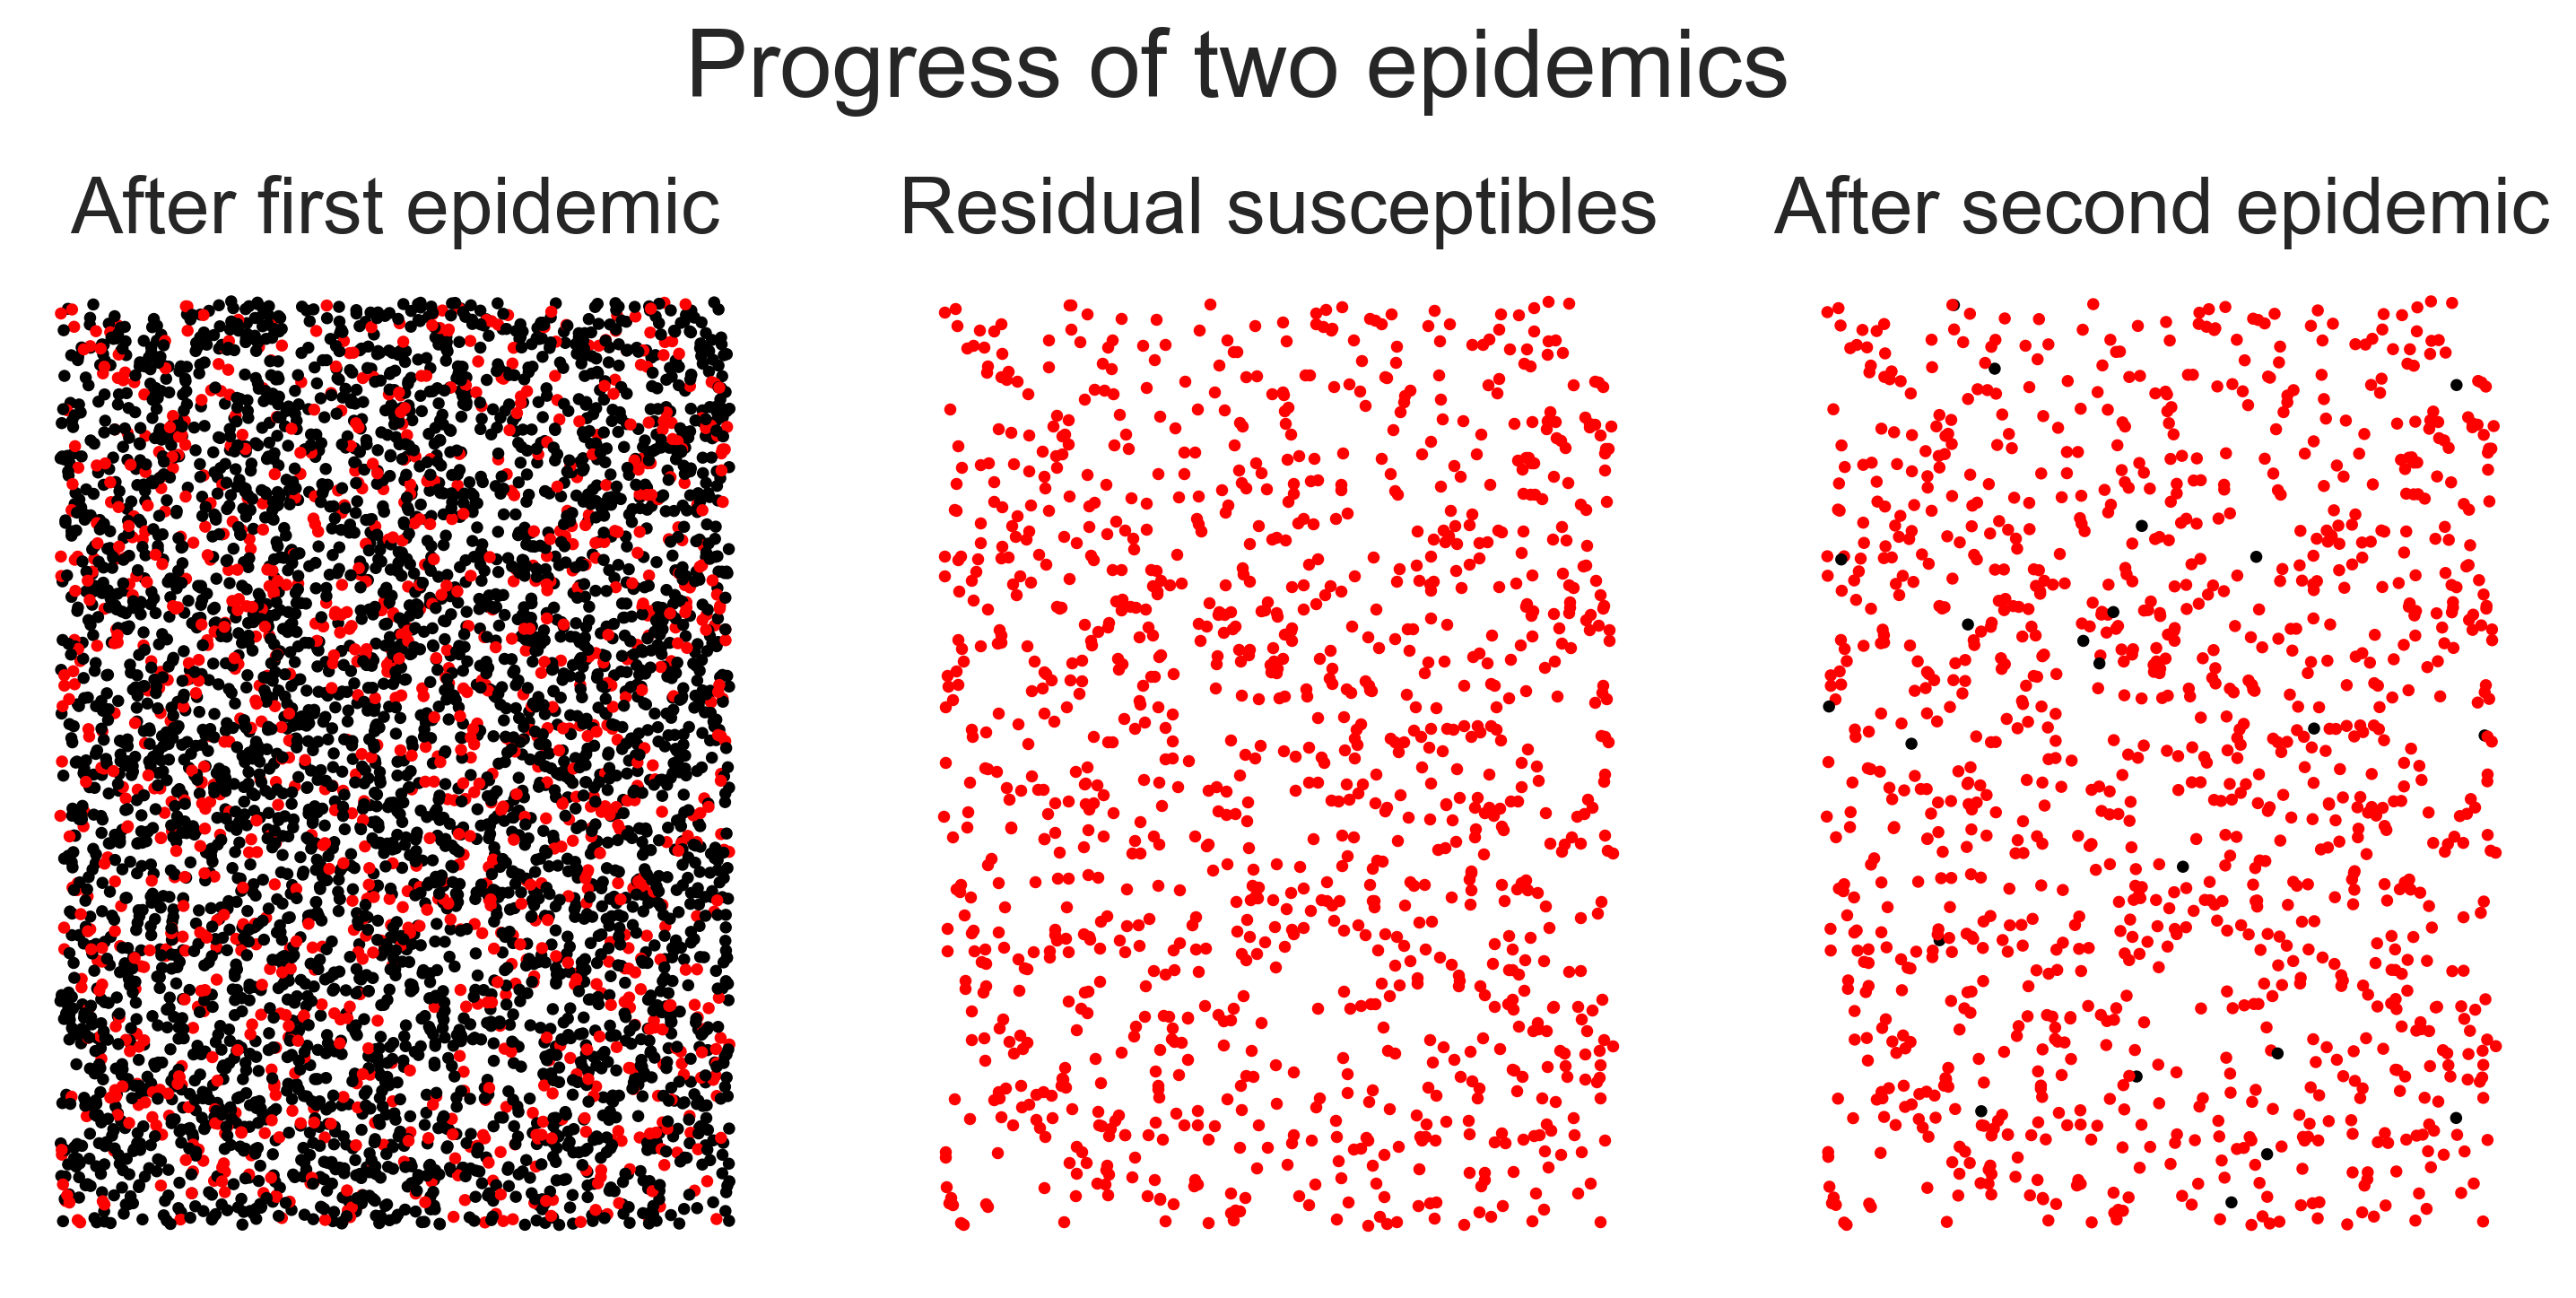 Progress of two epidemics
After first epidemic
Residual susceptibles
After second epidemic